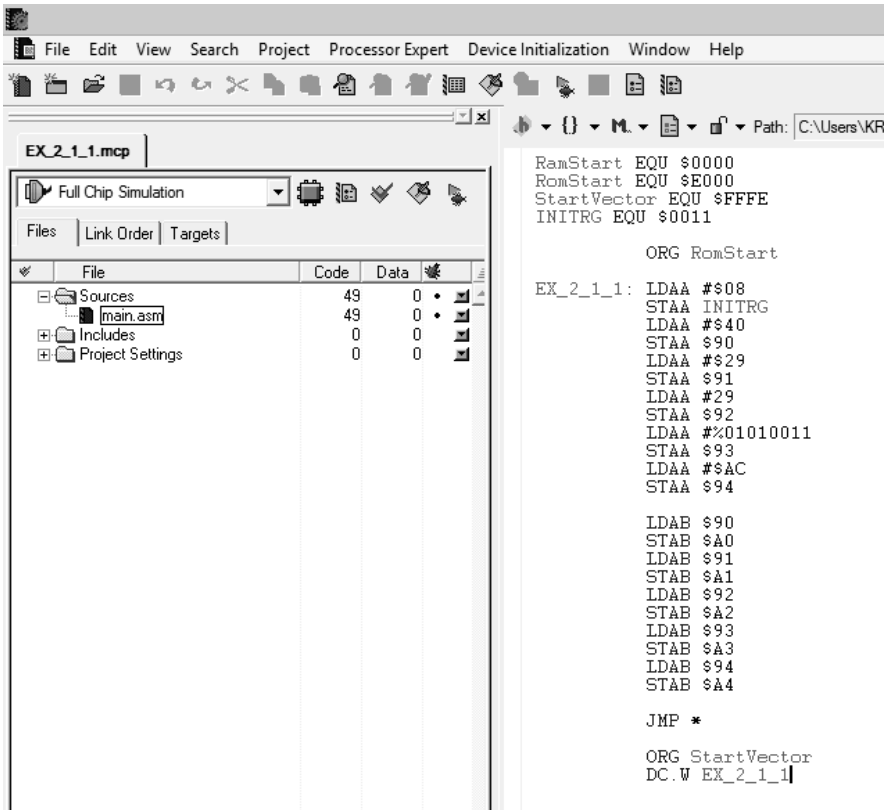 File Edit View Search Project Processor Expert Device Initialization Window Help
EX_2_1_1.mcp
Full Chip Simulation
Files Link Order Targets
File Code Data
Sources 49 0
main.asm 49 0
Includes 0 0
Project Settings 0 0
M. Path: C:\Users\KR
RamStart EQU $0000
RomStart EQU $E000
StartVector EQU $FFFE
INITRG EQU $0011
ORG RomStart
EX_2_1_1: LDAA #$08
STAA INITRG
LDAA #$40
STAA $90
LDAA #$29
STAA $91
LDAA #29
STAA $92
LDAA #%01010011
STAA $93
LDAA #$AC
STAA $94
LDAB $90
STAB $A0
LDAB $91
STAB $A1
LDAB $92
STAB $A2
LDAB $93
STAB $A3
LDAB $94
STAB $A4
JMP *
ORG StartVector
DC.W EX_2_1_1